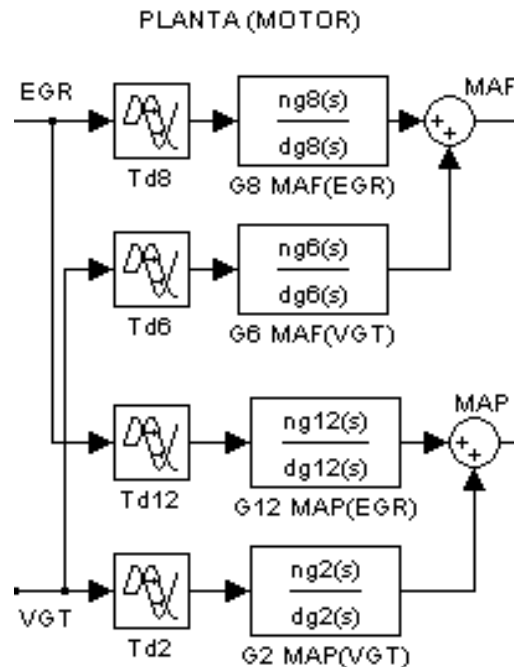 PLANTA (MOTOR)
EGR
MAF
ng8(s)
dg8(s)
+
+
Td8
G8 MAF(EGR)
ng6(s)
dg6(s)
Td6
G6 MAF(VGT)
MAP
ng12(s)
dg12(s)
+
+
Td12
G12 MAP(EGR)
ng2(s)
dg2(s)
VGT
Td2
G2 MAP(VGT)